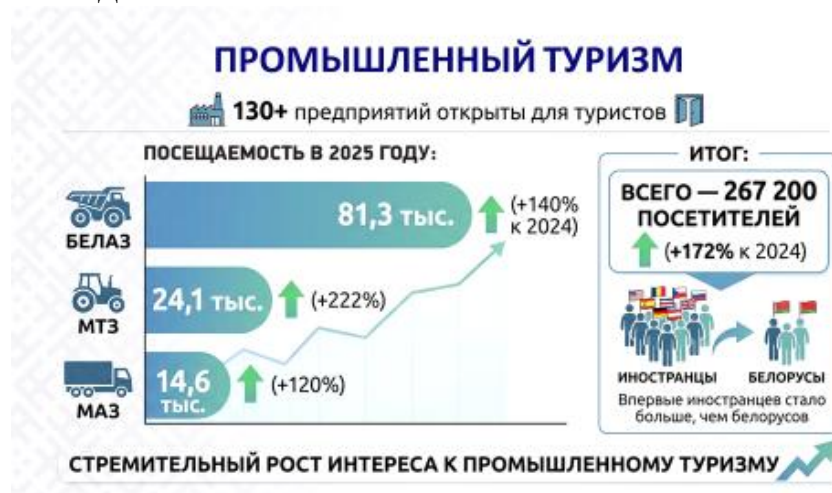 ПРОМЫШЛЕННЫЙ ТУРИЗМ
130+ предприятий открыты для туристов
ПОСЕЩАЕМОСТЬ В 2025 ГОДУ:
БЕЛАЗ
81,3 тыс.
(+140%
к 2024)
МТЗ
24,1 тыс.
(+222%)
МАЗ
14,6
тыс.
(+120%)
ИТОГ:
ВСЕГО — 267 200
ПОСЕТИТЕЛЕЙ
(+172% к 2024)
ИНОСТРАНЦЫ
БЕЛОРУСЫ
Впервые иностранцев стало
больше, чем белорусов
СТРЕМИТЕЛЬНЫЙ РОСТ ИНТЕРЕСА К ПРОМЫШЛЕННОМУ ТУРИЗМУ